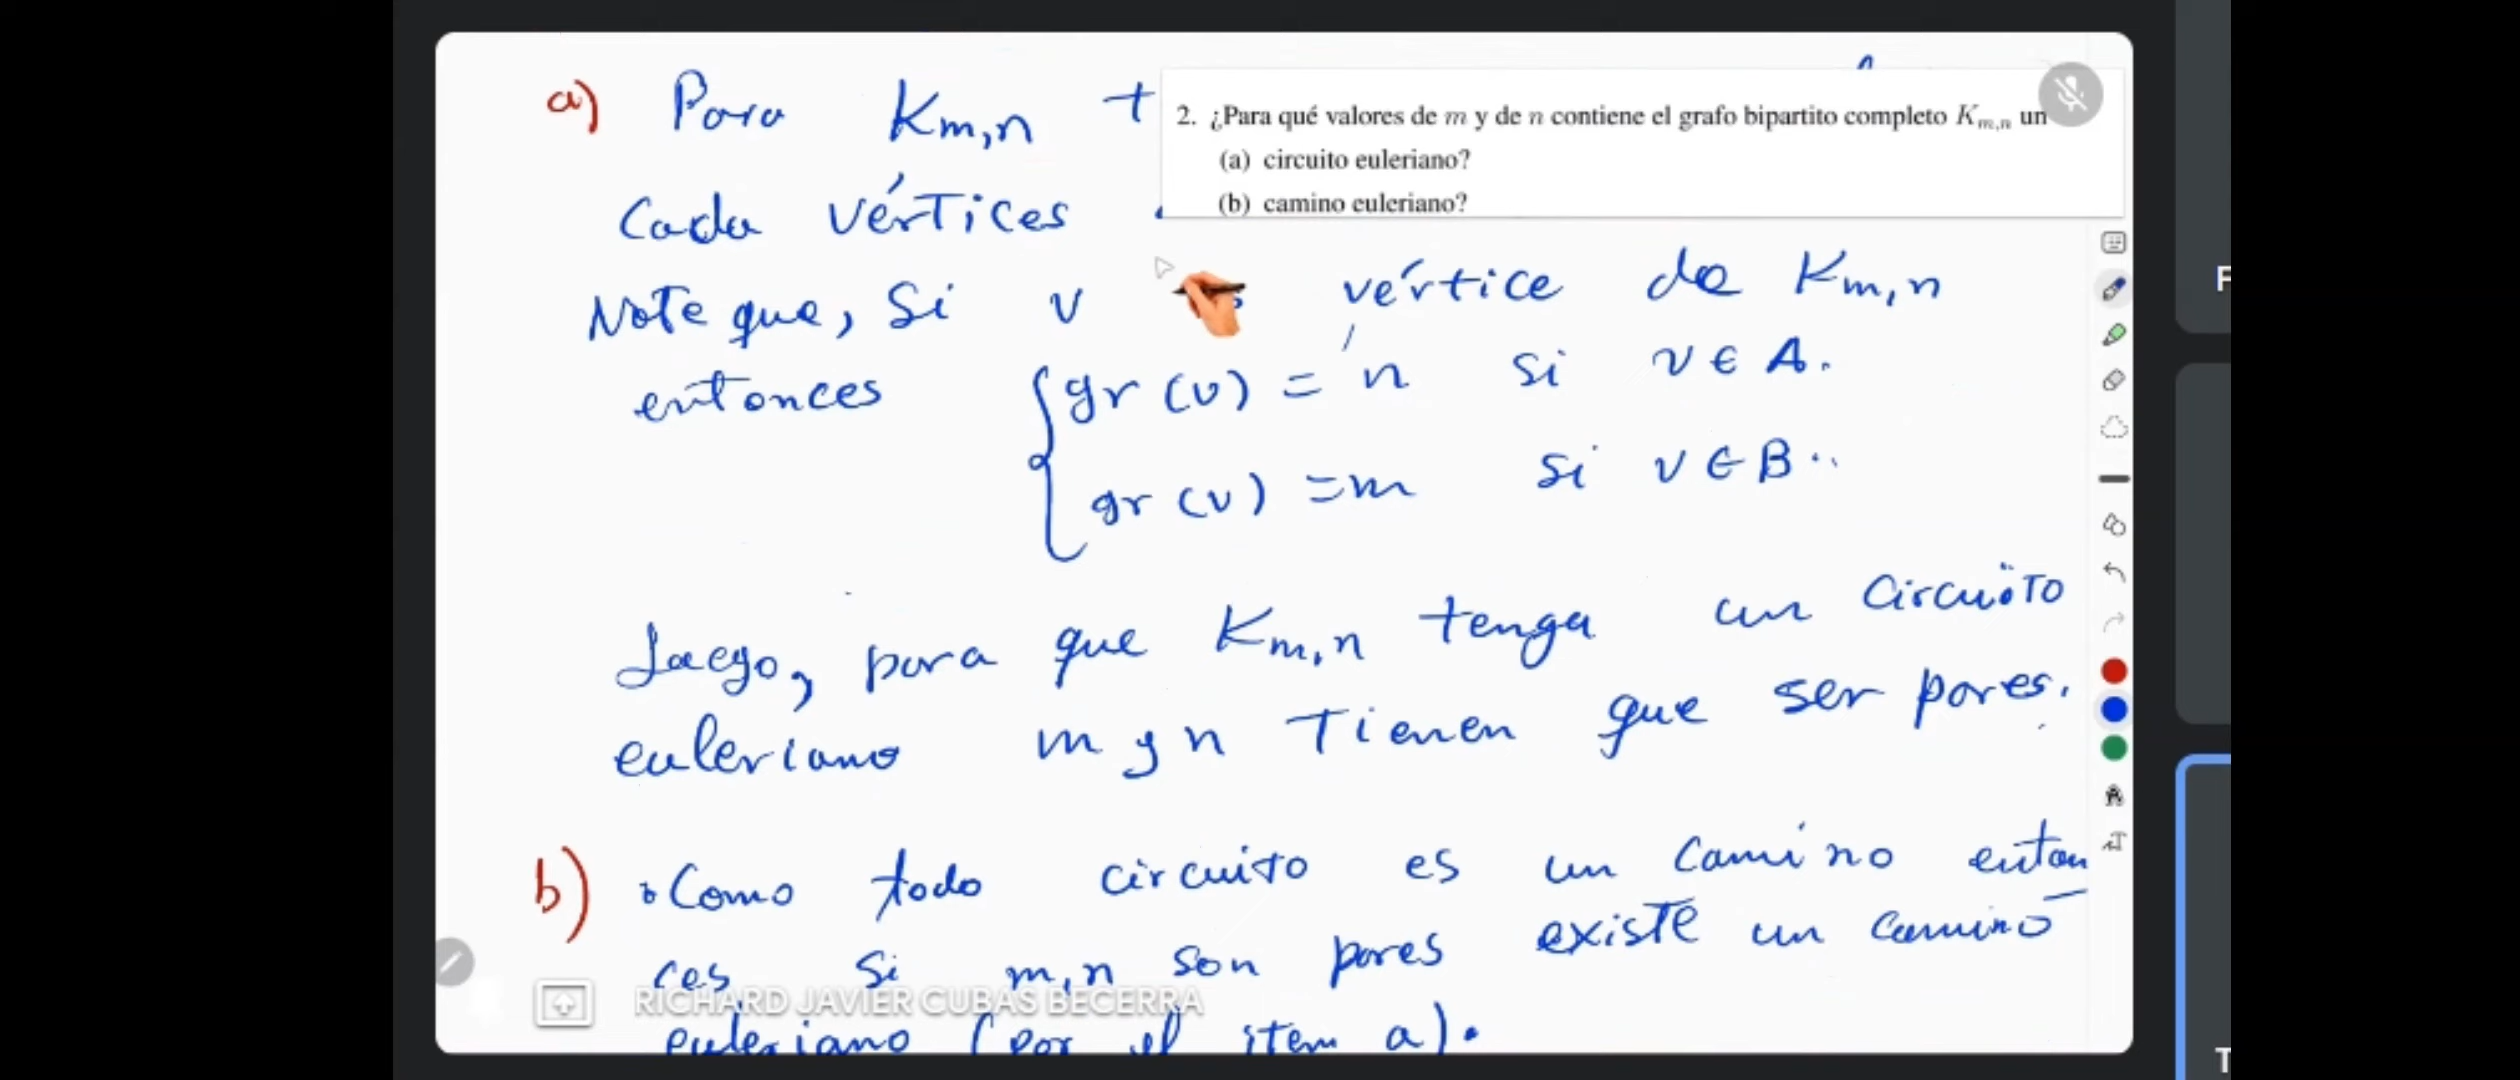 a) Para Km,n t
2. ¿Para qué valores de m y de n contiene el grafo bipartito completo Km,n un
(a) circuito euleriano?
(b) camino euleriano?
Cada vértices
Note que, Si v vértice de Km,n
entonces { gr (v) = n si v ∈ A.
gr (v) = m si v ∈ B..
Luego, para que Km,n tenga un circuito
euleriano m y n Tienen que ser pares.
b) • Como todo circuito es un camino enton
ces, si m,n son pares existe un camino
RICHARD JAVIER CUBAS BECERRA
euleriano (por el item a).
F
T